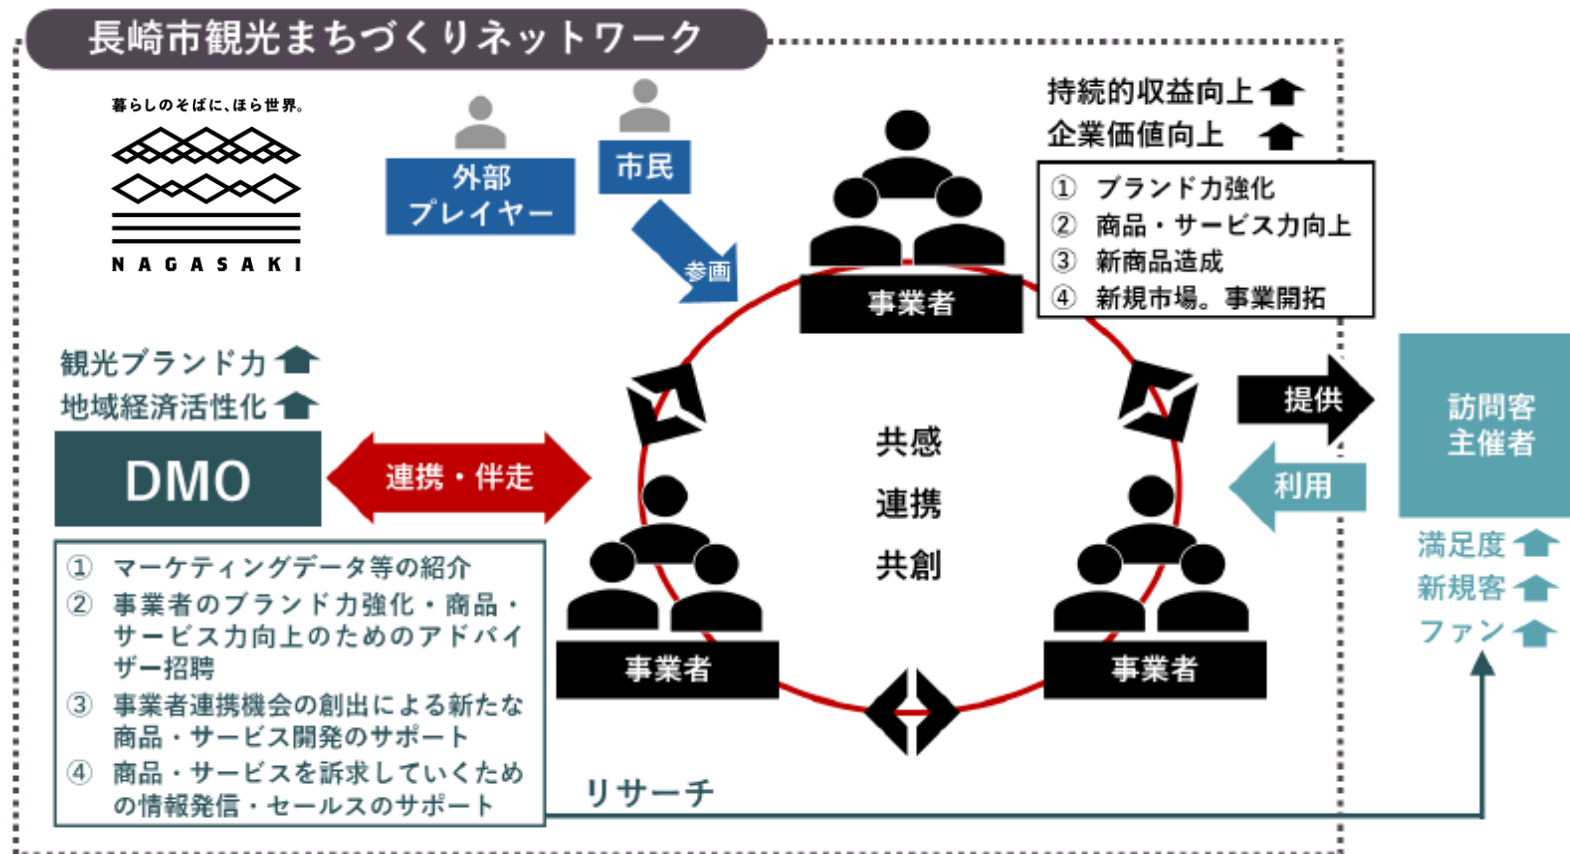 長崎市観光まちづくりネットワーク
暮らしのそばに、ほら世界。
NAGASAKI
外部
プレイヤー
市民
参画
事業者
持続的収益向上
企業価値向上
① ブランド力強化
② 商品・サービス力向上
③ 新商品造成
④ 新規市場。事業開拓
観光ブランド力
地域経済活性化
DMO
連携・伴走
共感
連携
共創
提供
利用
訪問客
主催者
満足度
新規客
ファン
① マーケティングデータ等の紹介
② 事業者のブランド力強化・商品・
サービス力向上のためのアドバイ
ザー招聘
③ 事業者連携機会の創出による新たな
商品・サービス開発のサポート
④ 商品・サービスを訴求していくため
の情報発信・セールスのサポート
事業者
事業者
リサーチ